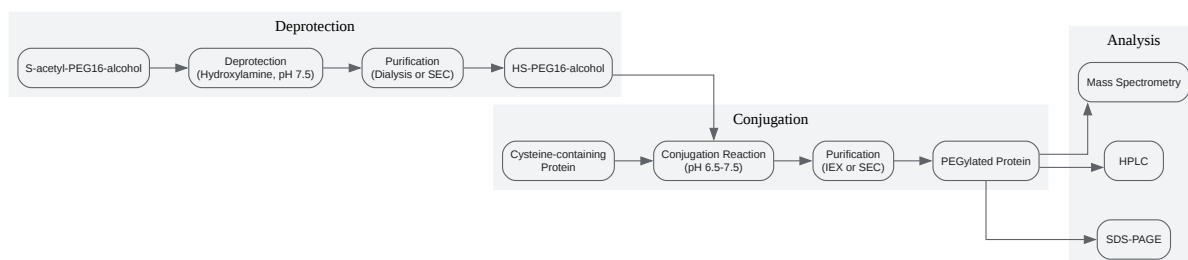 Deprotection
S-acetyl-PEG16-alcohol
Deprotection
(Hydroxylamine, pH 7.5)
Purification
(Dialysis or SEC)
HS-PEG16-alcohol
Conjugation
Cysteine-containing
Protein
Conjugation Reaction
(pH 6.5-7.5)
Purification
(IEX or SEC)
PEGylated Protein
Analysis
Mass Spectrometry
HPLC
SDS-PAGE